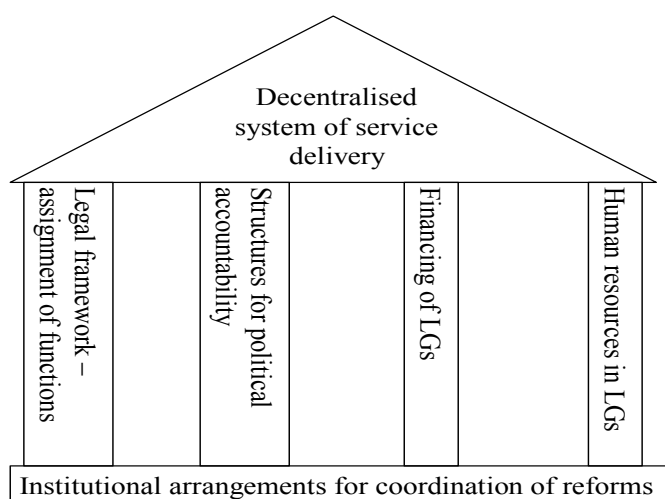 Decentralised
system of service
delivery
Legal framework –
assignment of functions
Structures for political
accountability
Financing of LGs
Human resources in LGs
Institutional arrangements for coordination of reforms